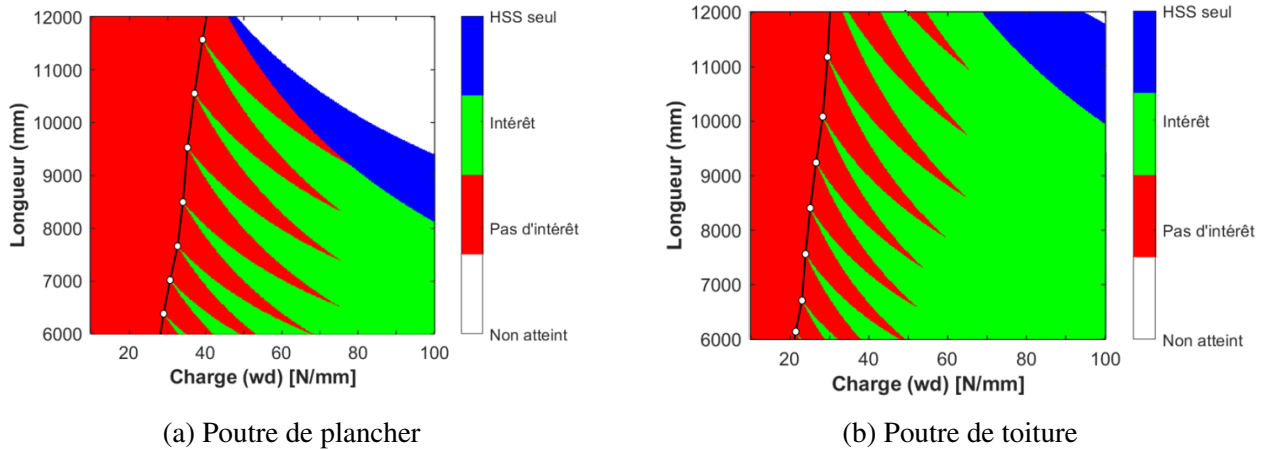 12000
11000
10000
9000
8000
7000
6000
Longueur (mm)
20 40 60 80 100
Charge (wd) [N/mm]
HSS seul
Intérêt
Pas d'intérêt
Non atteint
(a) Poutre de plancher
12000
11000
10000
9000
8000
7000
6000
Longueur (mm)
20 40 60 80 100
Charge (wd) [N/mm]
HSS seul
Intérêt
Pas d'intérêt
Non atteint
(b) Poutre de toiture